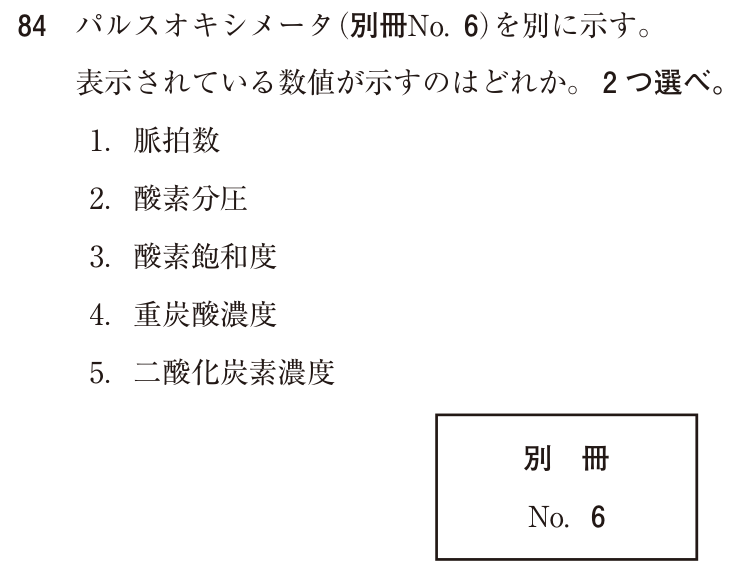 84 パルスオキシメータ(別冊No. 6)を別に示す。
表示されている数値が示すのはどれか。2つ選べ。
1. 脈拍数
2. 酸素分圧
3. 酸素飽和度
4. 重炭酸濃度
5. 二酸化炭素濃度
別 冊
No. 6